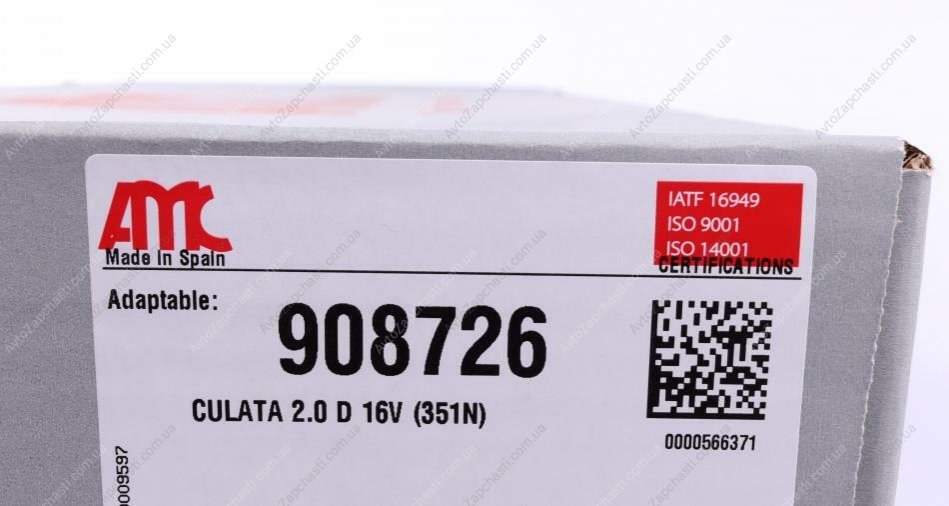 AMC
Made In Spain
IATF 16949
ISO 9001
ISO 14001
CERTIFICATIONS
Adaptable:
908726
CULATA 2.0 D 16V (351N)
0000566371
0009597
AvtoZapchasti.com.ua